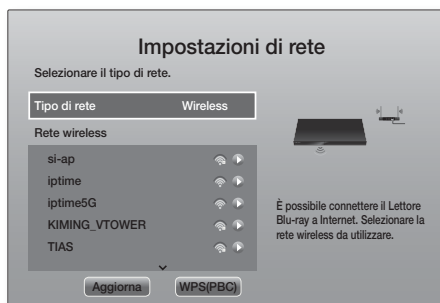 Impostazioni di rete
Selezionare il tipo di rete.
Tipo di rete Wireless
Rete wireless
si-ap
iptime
iptime5G
KIMING_VTOWER
TIAS
È possibile connettere il Lettore
Blu-ray a Internet. Selezionare la
rete wireless da utilizzare.
Aggiorna WPS(PBC)